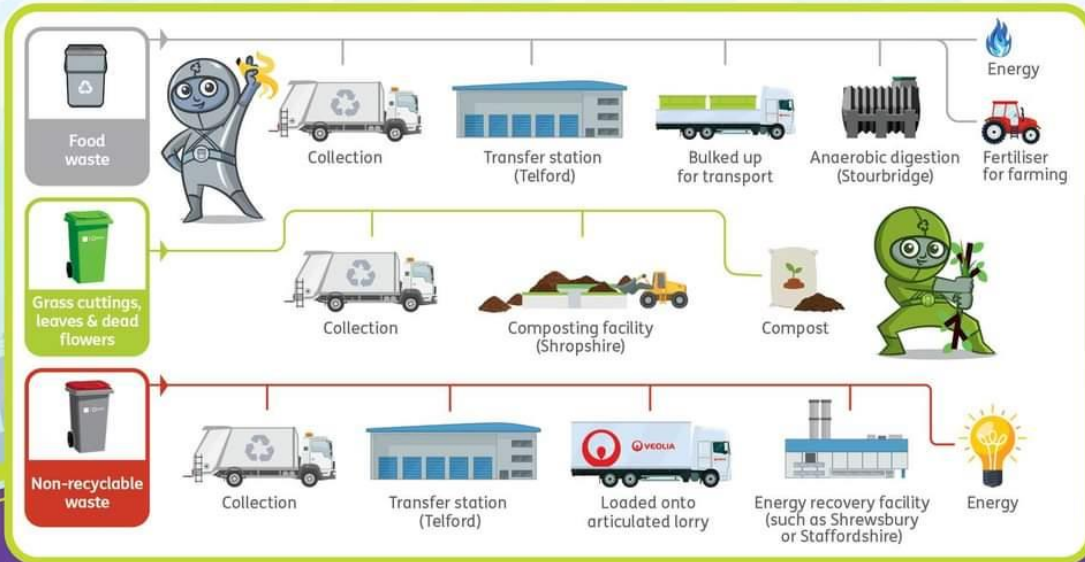 Food
waste
Collection
Transfer station
(Telford)
Bulked up
for transport
Anaerobic digestion
(Stourbridge)
Energy
Fertiliser
for farming
Grass cuttings,
leaves & dead
flowers
Collection
Composting facility
(Shropshire)
Compost
Non-recyclable
waste
Collection
Transfer station
(Telford)
VEOLIA
Loaded onto
articulated lorry
Energy recovery facility
(such as Shrewsbury
or Staffordshire)
Energy